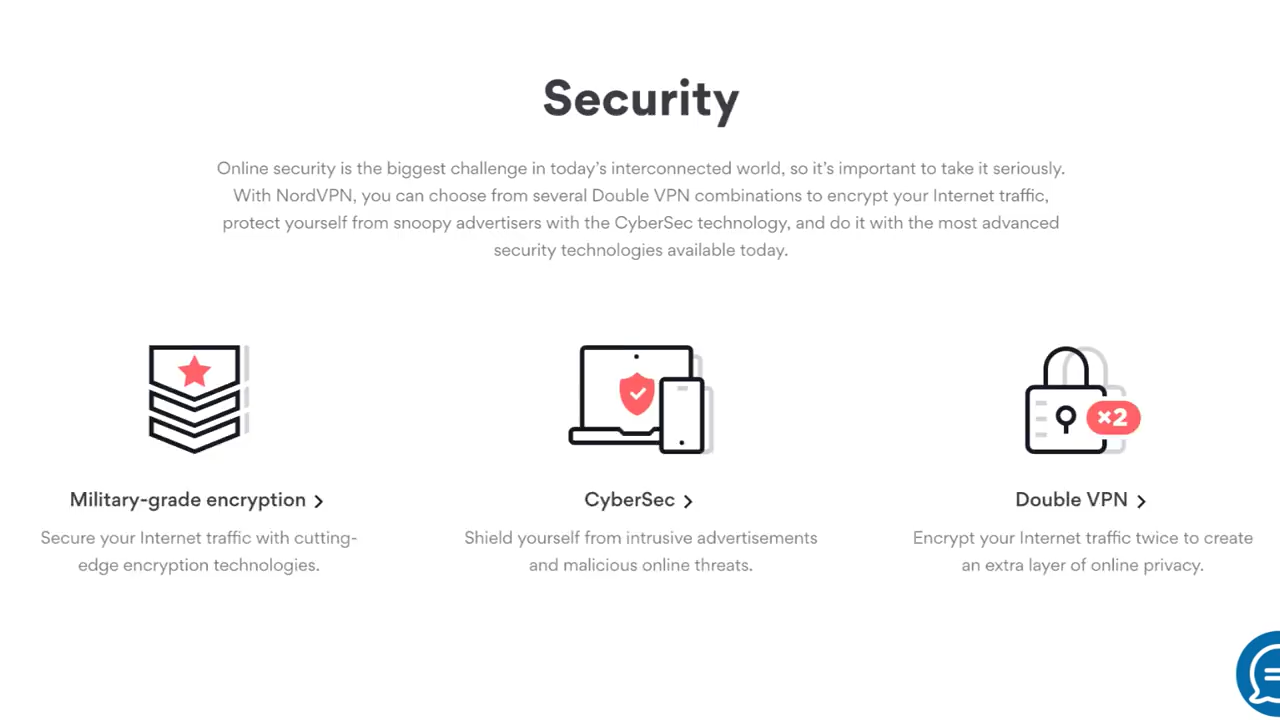 Security
Online security is the biggest challenge in today's interconnected world, so it's important to take it seriously.
With NordVPN, you can choose from several Double VPN combinations to encrypt your Internet traffic,
protect yourself from snoopy advertisers with the CyberSec technology, and do it with the most advanced
security technologies available today.
×2
Military-grade encryption >
Secure your Internet traffic with cutting-
edge encryption technologies.
CyberSec >
Shield yourself from intrusive advertisements
and malicious online threats.
Double VPN >
Encrypt your Internet traffic twice to create
an extra layer of online privacy.